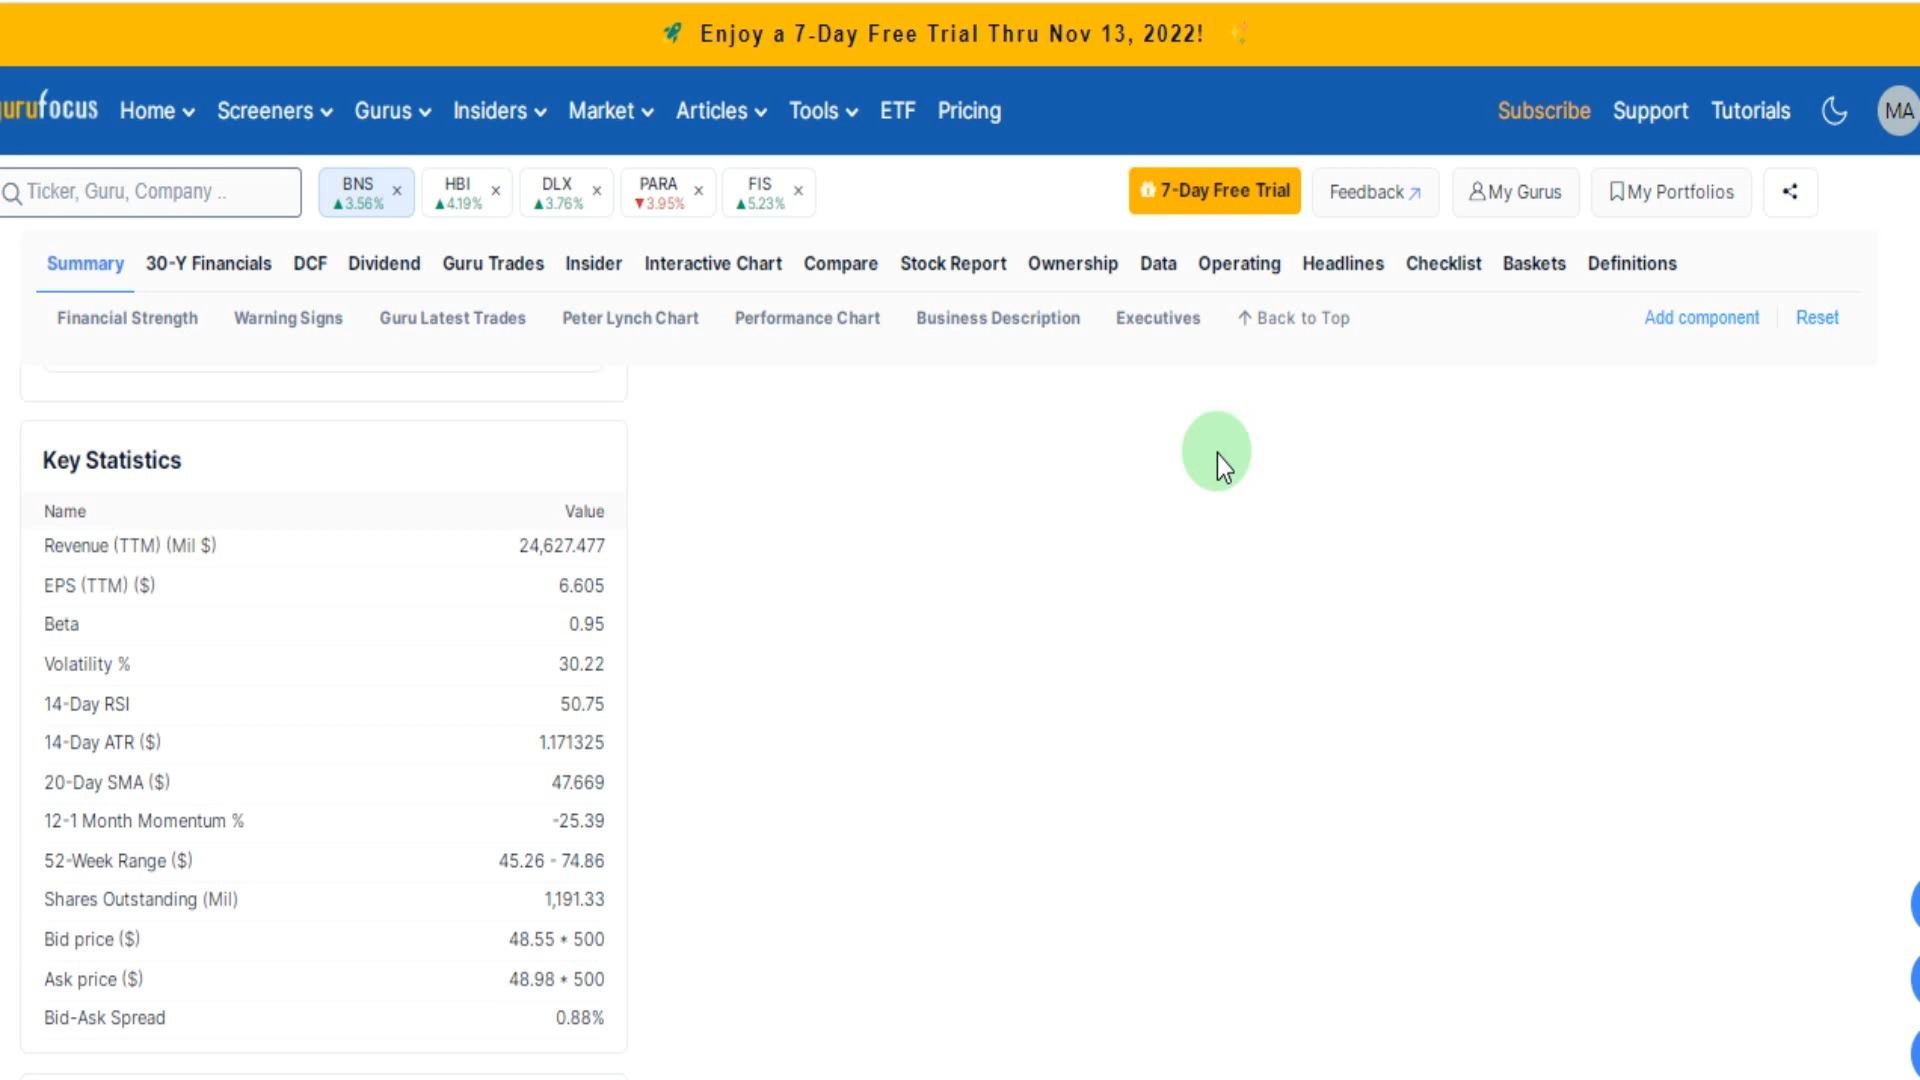 Enjoy a 7-Day Free Trial Thru Nov 13, 2022!
gurufocus Home Screeners Gurus Insiders Market Articles Tools ETF Pricing Subscribe Support Tutorials MA
Ticker, Guru, Company ..
BNS × HBI × DLX × PARA × FIS ×
▲3.56% ▲4.19% ▲3.76% ▼3.95% ▲5.23%
7-Day Free Trial Feedback ↗ My Gurus My Portfolios
Summary 30-Y Financials DCF Dividend Guru Trades Insider Interactive Chart Compare Stock Report Ownership Data Operating Headlines Checklist Baskets Definitions
Financial Strength Warning Signs Guru Latest Trades Peter Lynch Chart Performance Chart Business Description Executives ↑ Back to Top Add component Reset
Key Statistics
Name Value
Revenue (TTM) (Mil $) 24,627.477
EPS (TTM) ($) 6.605
Beta 0.95
Volatility % 30.22
14-Day RSI 50.75
14-Day ATR ($) 1.171325
20-Day SMA ($) 47.669
12-1 Month Momentum % -25.39
52-Week Range ($) 45.26 - 74.86
Shares Outstanding (Mil) 1,191.33
Bid price ($) 48.55 * 500
Ask price ($) 48.98 * 500
Bid-Ask Spread 0.88%